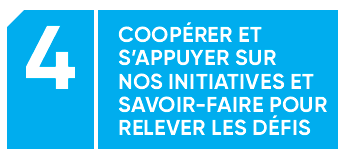 4
COOPÉRER ET
S'APPUYER SUR
NOS INITIATIVES ET
SAVOIR-FAIRE POUR
RELEVER LES DÉFIS